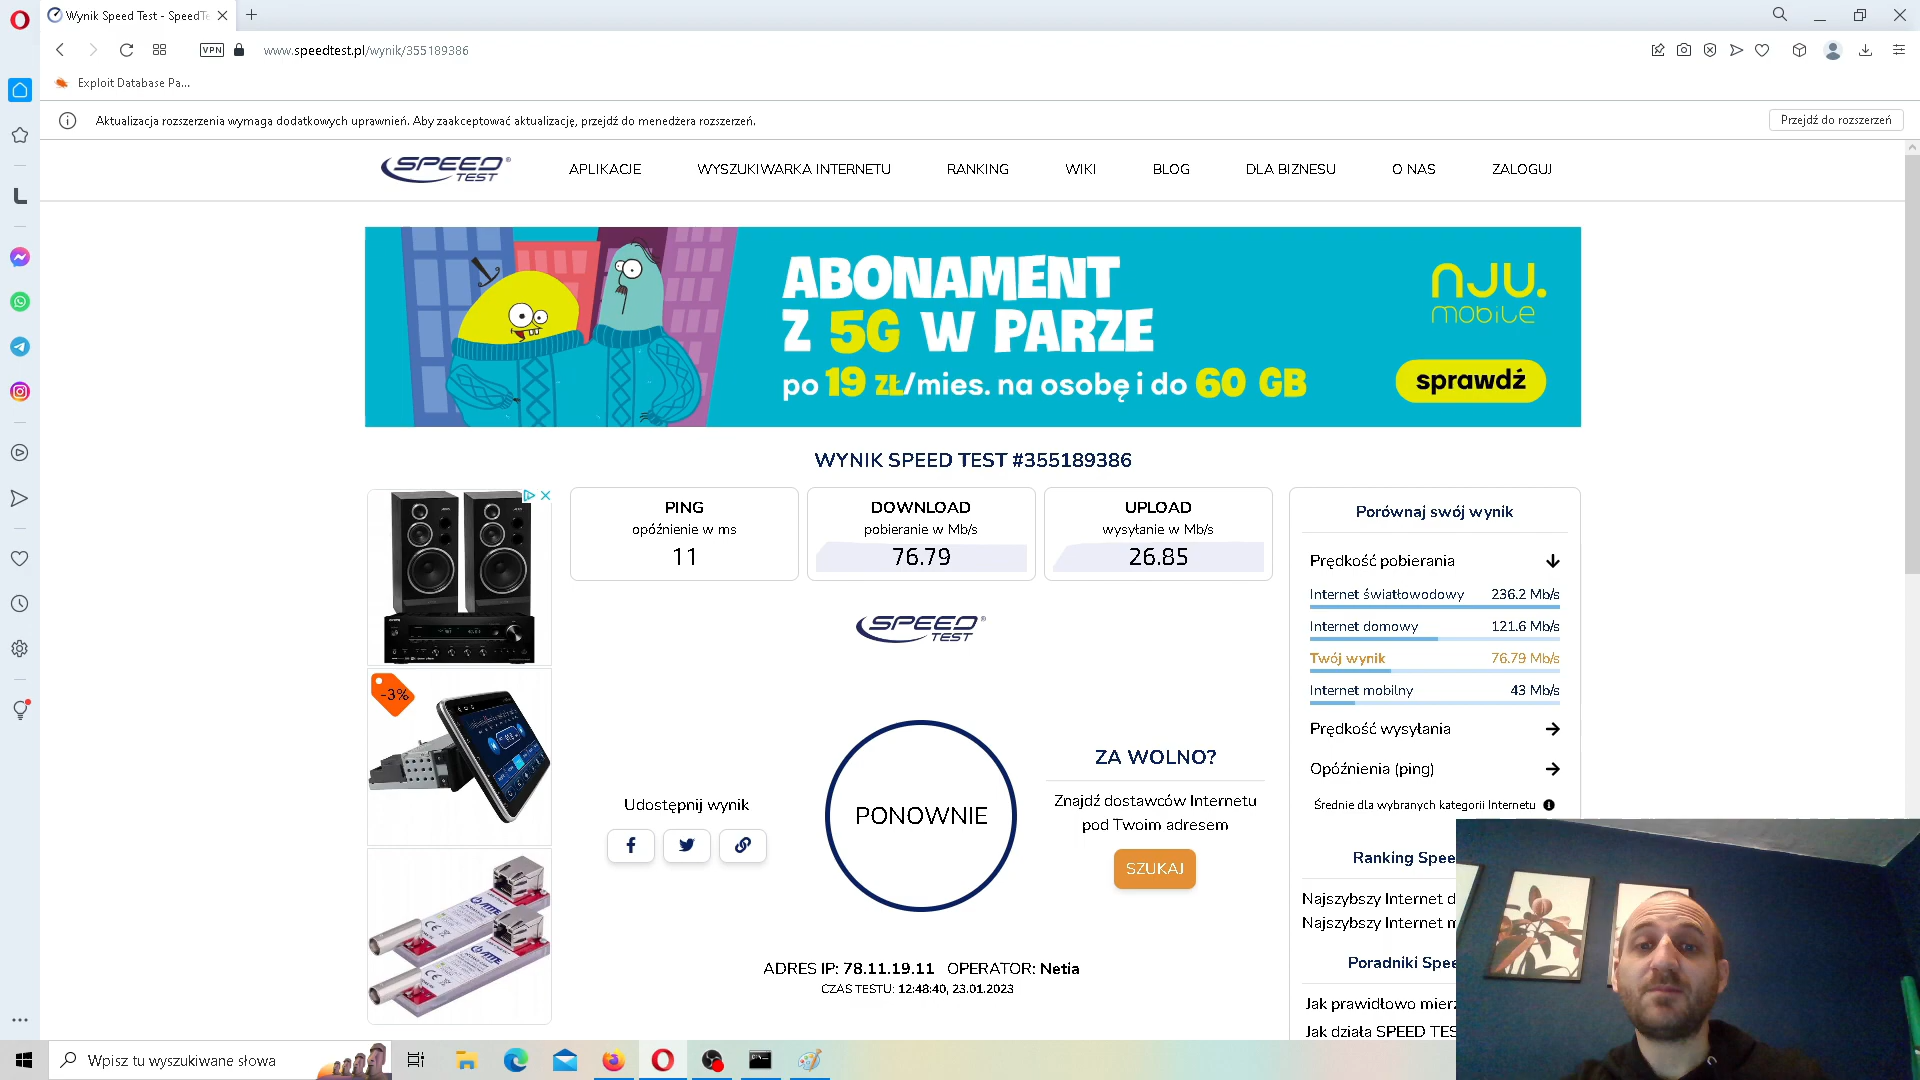 Wynik Speed Test - SpeedTe
VPN
www.speedtest.pl/wynik/355189386
Exploit Database Pa...
Aktualizacja rozszerzenia wymaga dodatkowych uprawnień. Aby zaakceptować aktualizację, przejdź do menedżera rozszerzeń.
Przejdź do rozszerzeń
SPEED TEST
APLIKACJE WYSZUKIWARKA INTERNETU RANKING WIKI BLOG DLA BIZNESU O NAS ZALOGUJ
ABONAMENT
Z 5G W PARZE
po 19 zł/mies. na osobę i do 60 GB
nju.
mobile
sprawdź
WYNIK SPEED TEST #355189386
PING
opóźnienie w ms
11
DOWNLOAD
pobieranie w Mb/s
76.79
UPLOAD
wysyłanie w Mb/s
26.85
SPEED TEST
-3%
ATTE
ATTE
Udostępnij wynik
PONOWNIE
ZA WOLNO?
Znajdź dostawców Internetu
pod Twoim adresem
SZUKAJ
ADRES IP: 78.11.19.11 OPERATOR: Netia
CZAS TESTU: 12:48:40, 23.01.2023
Porównaj swój wynik
Prędkość pobierania
Internet światłowodowy 236.2 Mb/s
Internet domowy 121.6 Mb/s
Twój wynik 76.79 Mb/s
Internet mobilny 43 Mb/s
Prędkość wysyłania
Opóźnienia (ping)
Średnie dla wybranych kategorii Internetu
Ranking Spee
Najszybszy Internet d
Najszybszy Internet m
Poradniki Spee
Jak prawidłowo mierz
Jak działa SPEED TES
Wpisz tu wyszukiwane słowa